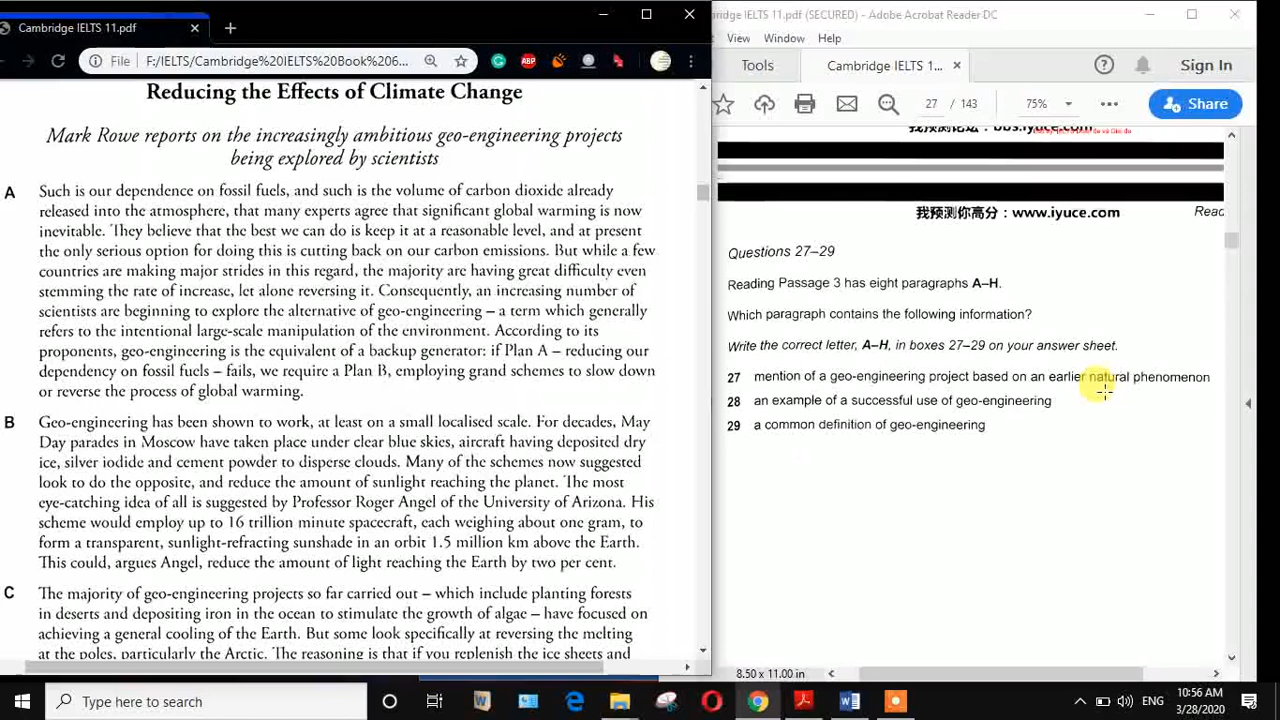 Cambridge IELTS 11.pdf
File
F:/IELTS/Cambridge%20IELTS%20Book%206...
ABP
Reducing the Effects of Climate Change
Mark Rowe reports on the increasingly ambitious geo-engineering projects
being explored by scientists
A Such is our dependence on fossil fuels, and such is the volume of carbon dioxide already
released into the atmosphere, that many experts agree that significant global warming is now
inevitable. They believe that the best we can do is keep it at a reasonable level, and at present
the only serious option for doing this is cutting back on our carbon emissions. But while a few
countries are making major strides in this regard, the majority are having great difficulty even
stemming the rate of increase, let alone reversing it. Consequently, an increasing number of
scientists are beginning to explore the alternative of geo-engineering – a term which generally
refers to the intentional large-scale manipulation of the environment. According to its
proponents, geo-engineering is the equivalent of a backup generator: if Plan A – reducing our
dependency on fossil fuels – fails, we require a Plan B, employing grand schemes to slow down
or reverse the process of global warming.
B Geo-engineering has been shown to work, at least on a small localised scale. For decades, May
Day parades in Moscow have taken place under clear blue skies, aircraft having deposited dry
ice, silver iodide and cement powder to disperse clouds. Many of the schemes now suggested
look to do the opposite, and reduce the amount of sunlight reaching the planet. The most
eye-catching idea of all is suggested by Professor Roger Angel of the University of Arizona. His
scheme would employ up to 16 trillion minute spacecraft, each weighing about one gram, to
form a transparent, sunlight-refracting sunshade in an orbit 1.5 million km above the Earth.
This could, argues Angel, reduce the amount of light reaching the Earth by two per cent.
C The majority of geo-engineering projects so far carried out – which include planting forests
in deserts and depositing iron in the ocean to stimulate the growth of algae – have focused on
achieving a general cooling of the Earth. But some look specifically at reversing the melting
at the poles, particularly the Arctic. The reasoning is that if you replenish the ice sheets and
ridge IELTS 11.pdf (SECURED) - Adobe Acrobat Reader DC
View Window Help
Tools Cambridge IELTS 1... Sign In
27 / 143 75% Share
我预测你高分：www.iyuce.com
Read
Questions 27–29
Reading Passage 3 has eight paragraphs A–H.
Which paragraph contains the following information?
Write the correct letter, A–H, in boxes 27–29 on your answer sheet.
27 mention of a geo-engineering project based on an earlier natural phenomenon
28 an example of a successful use of geo-engineering
29 a common definition of geo-engineering
8.50 x 11.00 in
Type here to search
ENG
10:56 AM
3/28/2020